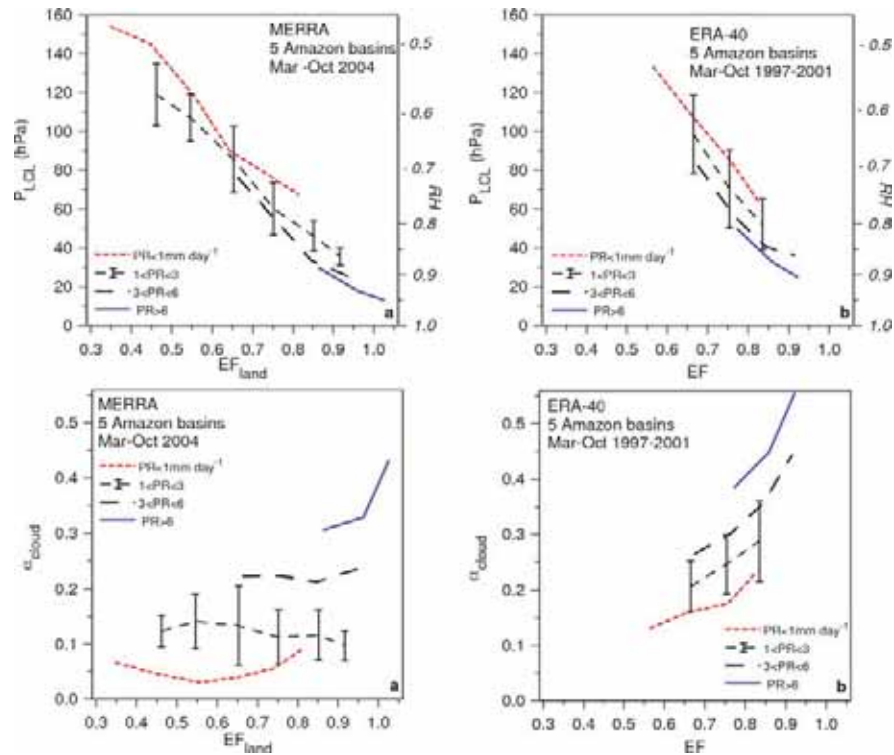 MERRA
5 Amazon basins
Mar -Oct 2004
160
140
120
100
80
60
40
20
0
P_LCL (hPa)
- 0.5
- 0.6
- 0.7
- 0.8
- 0.9
1.0
RH
PR<1mm day⁻¹
1<PR<3
3<PR<6
PR>6
a
0.3 0.4 0.5 0.6 0.7 0.8 0.9 1.0
EF_land
ERA-40
5 Amazon basins
Mar-Oct 1997-2001
160
140
120
100
80
60
40
20
0
P_LCL (hPa)
- 0.5
- 0.6
- 0.7
- 0.8
- 0.9
1.0
RH
PR<1mm day⁻¹
1<PR<3
3<PR<6
PR>6
b
0.3 0.4 0.5 0.6 0.7 0.8 0.9 1.0
EF
MERRA
5 Amazon basins
Mar-Oct 2004
PR<1mm day⁻¹
1<PR<3
3<PR<6
PR>6
0.5
0.4
0.3
0.2
0.1
0.0
α_cloud
a
0.3 0.4 0.5 0.6 0.7 0.8 0.9 1.0
EF_land
ERA-40
5 Amazon basins
Mar-Oct 1997-2001
0.5
0.4
0.3
0.2
0.1
0.0
α_cloud
PR<1mm day⁻¹
1<PR<3
3<PR<6
PR>6
b
0.3 0.4 0.5 0.6 0.7 0.8 0.9 1.0
EF